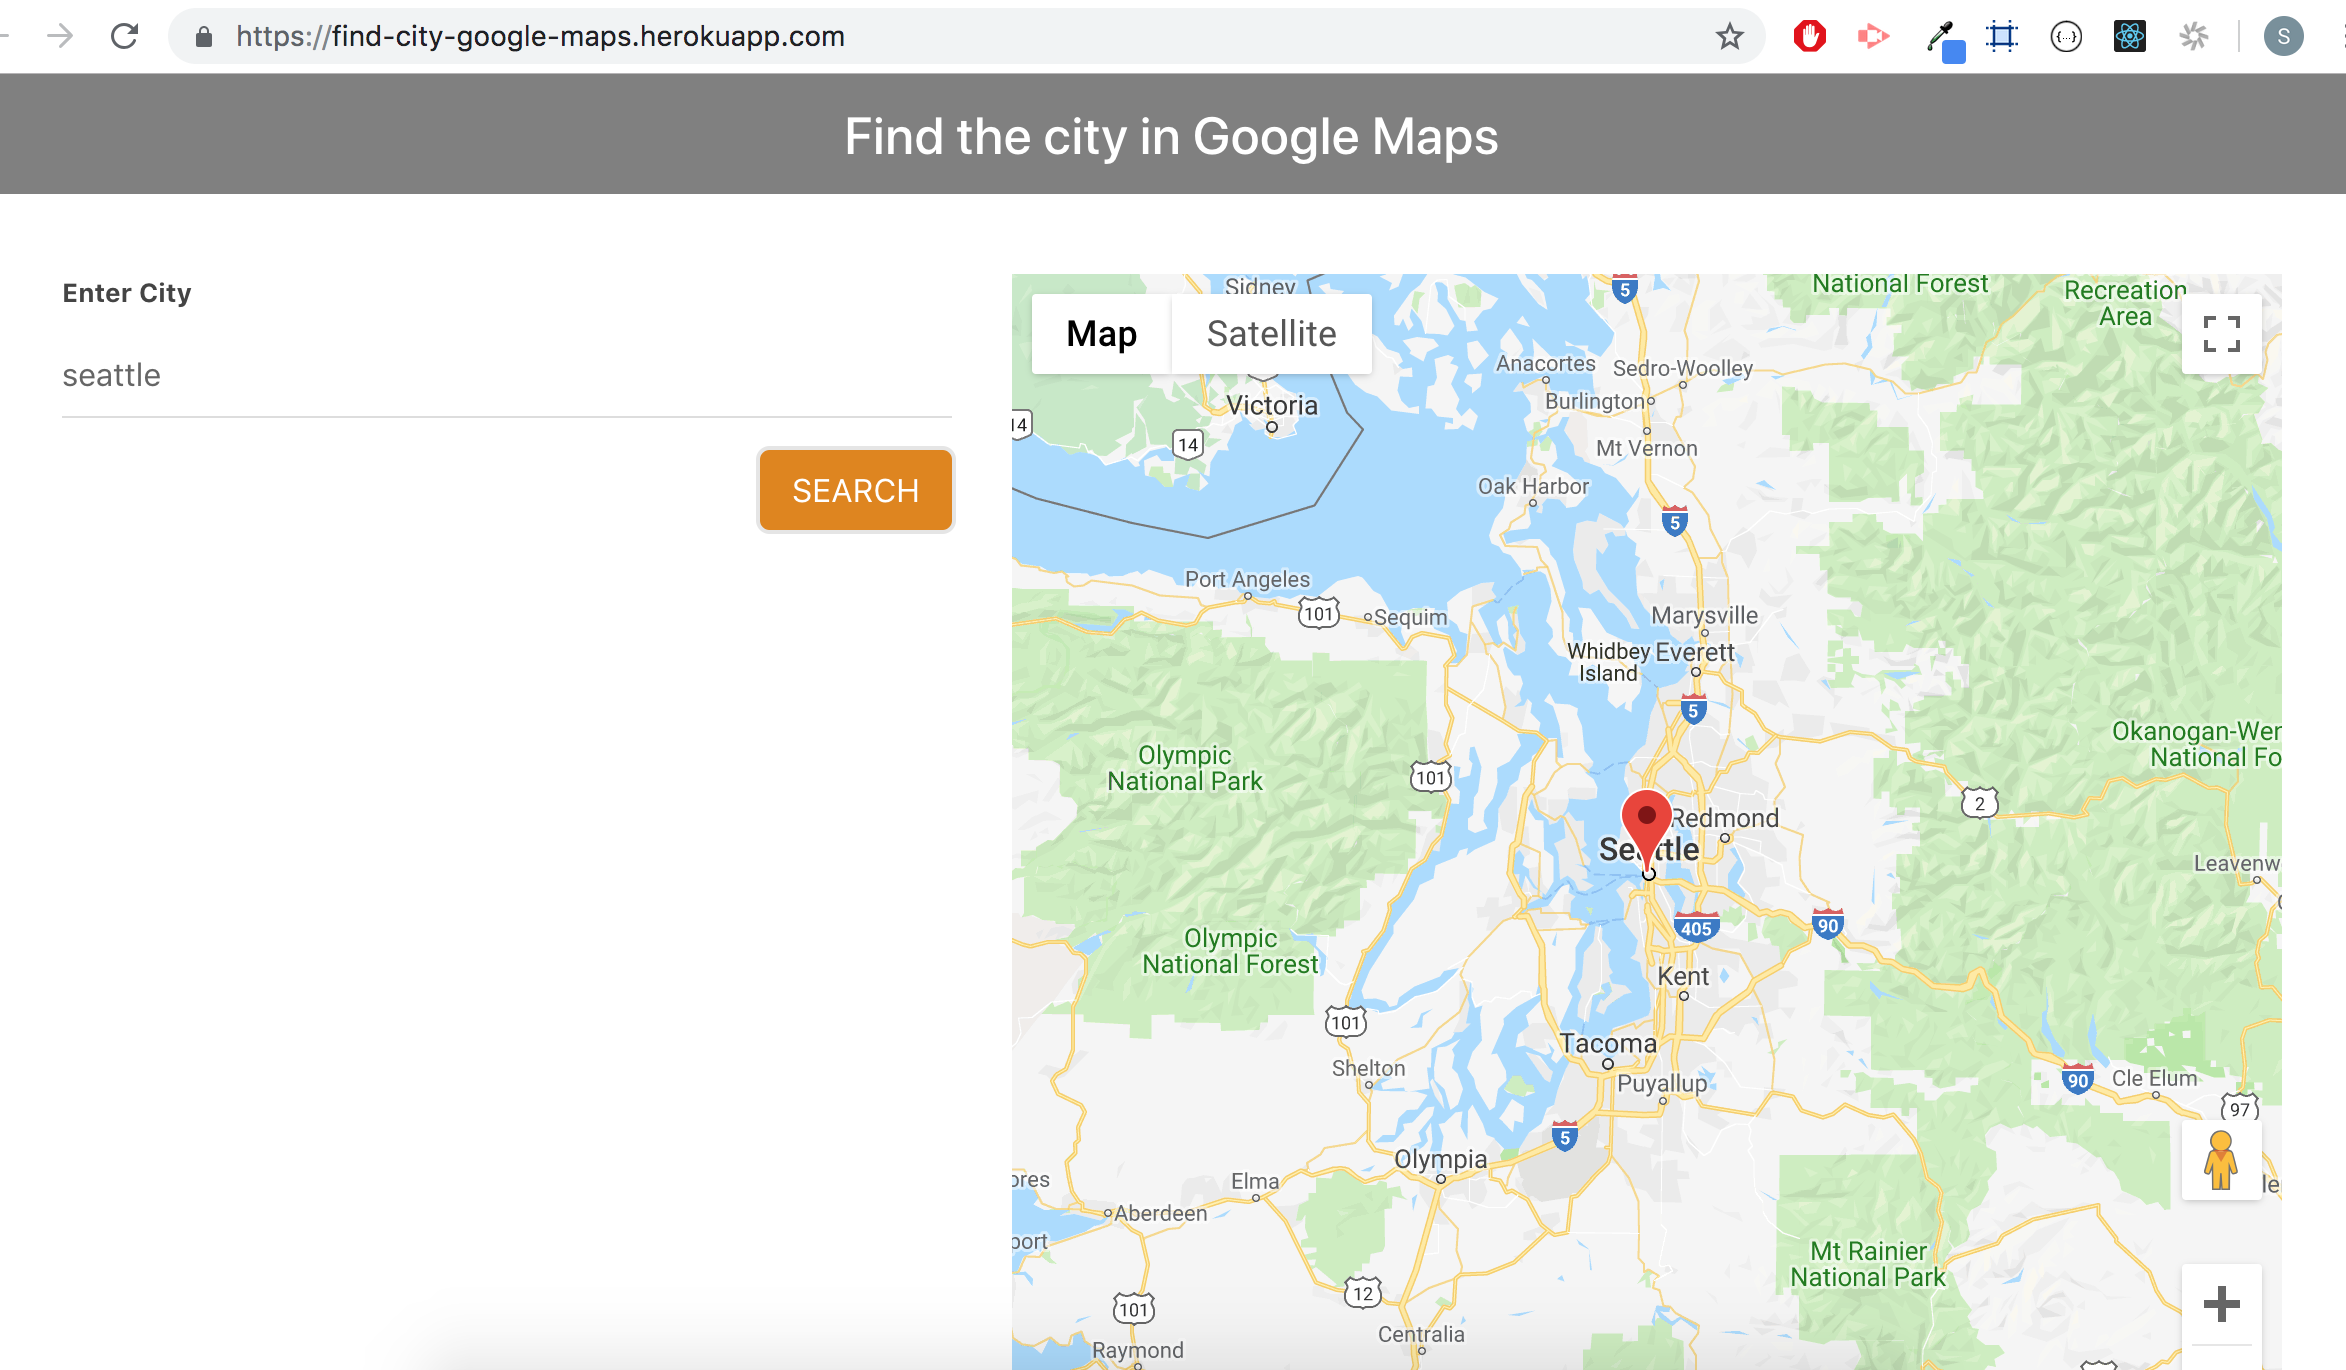 https://find-city-google-maps.herokuapp.com
{...}
S
Find the city in Google Maps
Enter City
seattle
SEARCH
Map
Satellite
Sidney
5
National Forest
Recreation
Area
Anacortes
Sedro-Woolley
Burlington
Victoria
14
14
Mt Vernon
Oak Harbor
5
Port Angeles
101
Sequim
Marysville
Whidbey
Island
Everett
5
Olympic
National Park
101
Okanogan-Wen
National Fo
2
Redmond
Seattle
Leavenw
405
90
Olympic
National Forest
Kent
101
Tacoma
Shelton
Puyallup
90
Cle Elum
97
5
Olympia
ores
Elma
le
Aberdeen
port
Mt Rainier
National Park
12
101
Centralia
Raymond